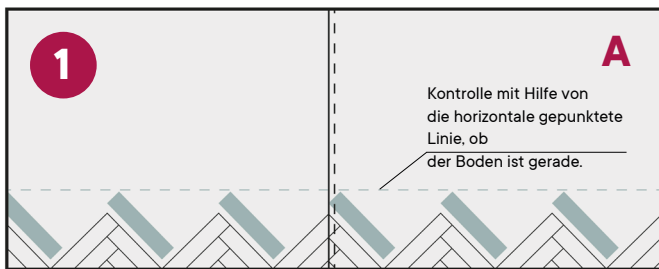 1
A
Kontrolle mit Hilfe von
die horizontale gepunktete
Linie, ob
der Boden ist gerade.